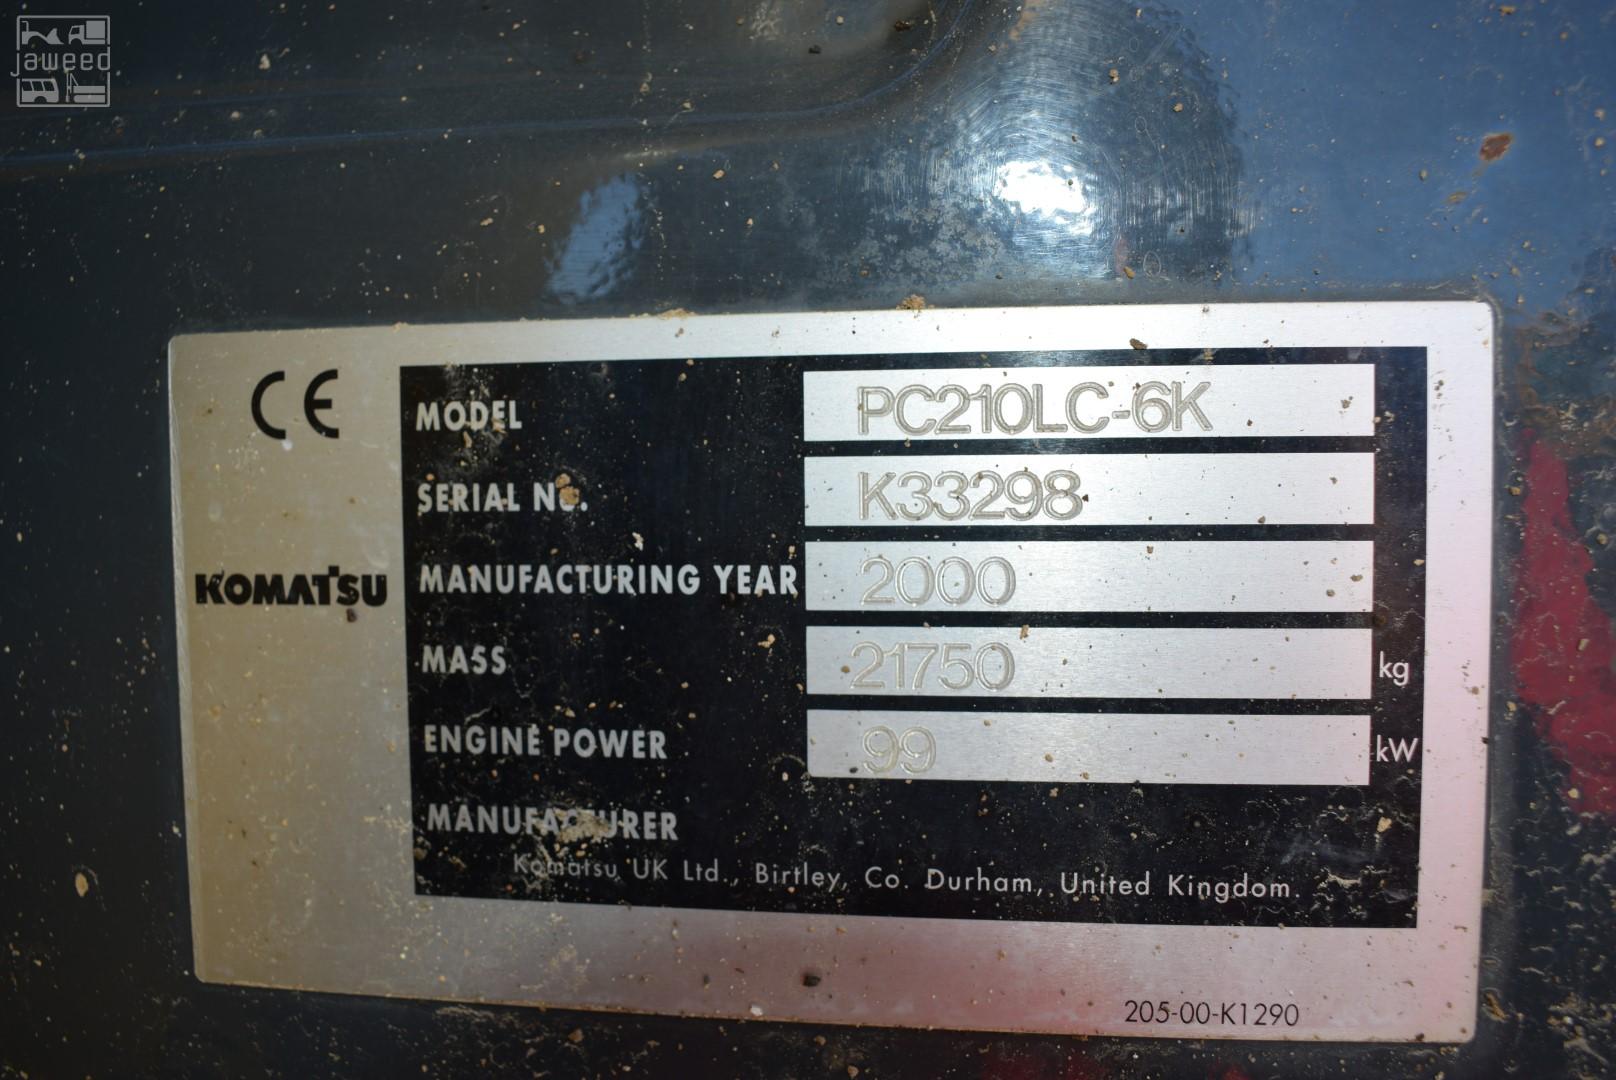 jaweed
CE
KOMATSU
MODEL PC210LC-6K
SERIAL NO. K33298
MANUFACTURING YEAR 2000
MASS 21750 kg
ENGINE POWER 99 kW
MANUFACTURER
Komatsu UK Ltd., Birtley, Co. Durham, United Kingdom.
205-00-K1290